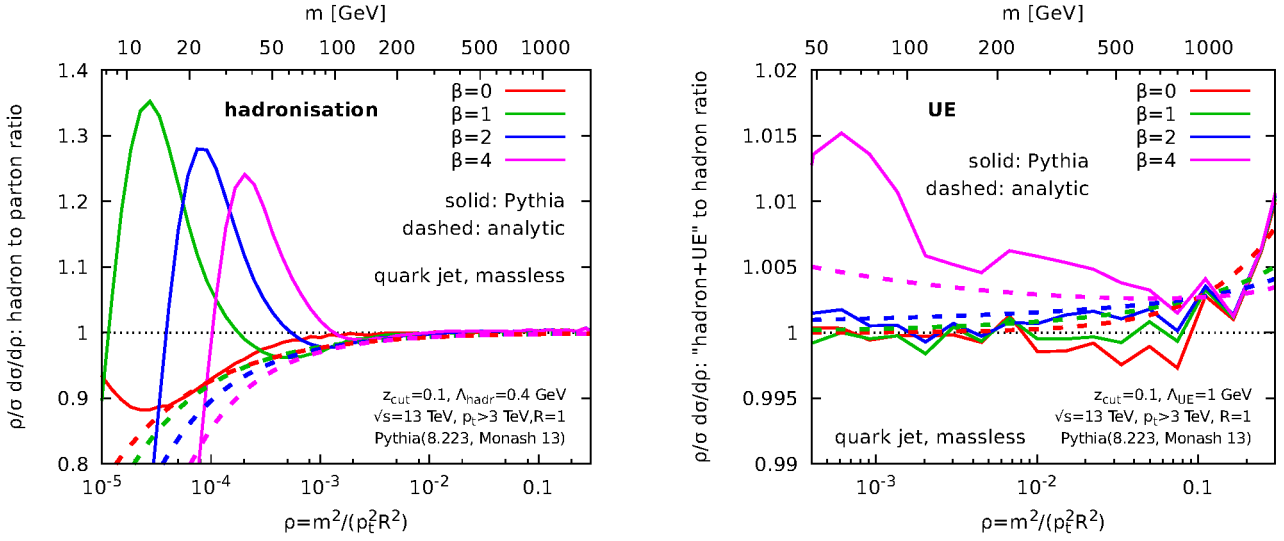 m [GeV]
10 20 50 100 200 500 1000
1.4
1.3
1.2
1.1
1
0.9
0.8
ρ/σ dσ/dρ: hadron to parton ratio
hadronisation
β=0
β=1
β=2
β=4
solid: Pythia
dashed: analytic
quark jet, massless
z_cut=0.1, Λ_hadr=0.4 GeV
√s=13 TeV, p_t>3 TeV,R=1
Pythia(8.223, Monash 13)
10⁻⁵ 10⁻⁴ 10⁻³ 10⁻² 0.1
ρ=m²/(p_t²R²)
m [GeV]
50 100 200 500 1000
1.02
1.015
1.01
1.005
1
0.995
0.99
ρ/σ dσ/dρ: "hadron+UE" to hadron ratio
UE
β=0
β=1
β=2
β=4
solid: Pythia
dashed: analytic
z_cut=0.1, Λ_UE=1 GeV
√s=13 TeV, p_t>3 TeV,R=1
quark jet, massless
Pythia(8.223, Monash 13)
10⁻³ 10⁻² 0.1
ρ=m²/(p_t²R²)